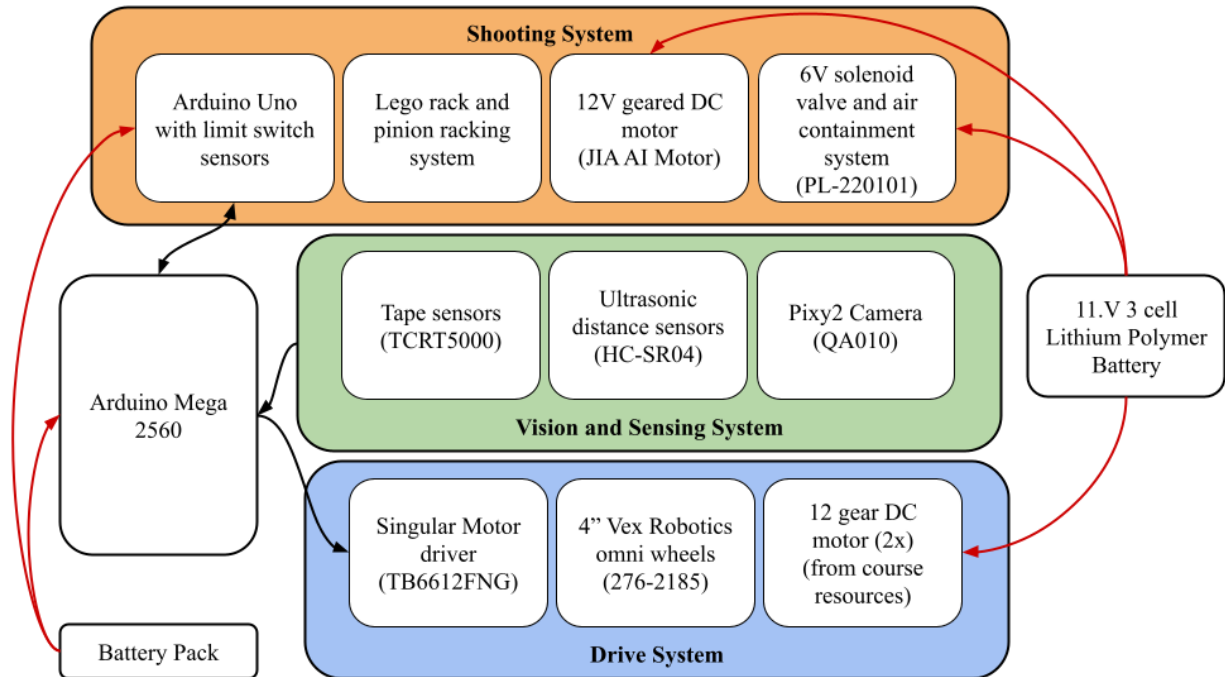 Shooting System
Arduino Uno
with limit switch
sensors
Lego rack and
pinion racking
system
12V geared DC
motor
(JIA AI Motor)
6V solenoid
valve and air
containment
system
(PL-220101)
Tape sensors
(TCRT5000)
Ultrasonic
distance sensors
(HC-SR04)
Pixy2 Camera
(QA010)
Vision and Sensing System
11.V 3 cell
Lithium Polymer
Battery
Arduino Mega
2560
Singular Motor
driver
(TB6612FNG)
4” Vex Robotics
omni wheels
(276-2185)
12 gear DC
motor (2x)
(from course
resources)
Drive System
Battery Pack